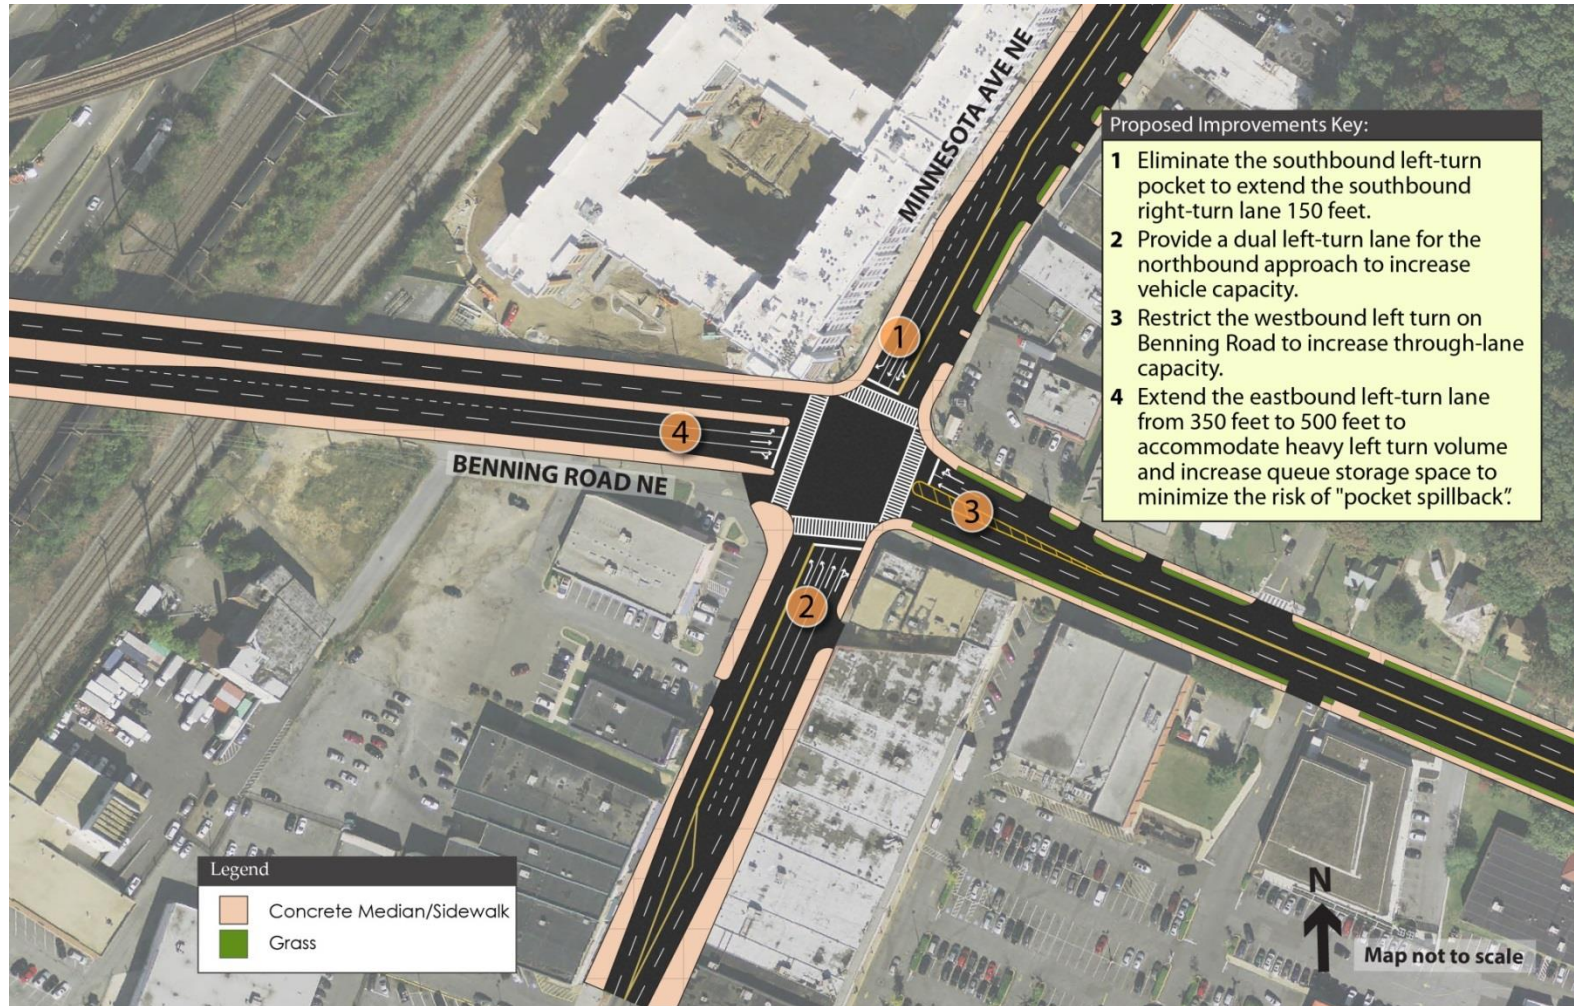 MINNESOTA AVE NE
Proposed Improvements Key:
1 Eliminate the southbound left-turn
pocket to extend the southbound
right-turn lane 150 feet.
2 Provide a dual left-turn lane for the
northbound approach to increase
vehicle capacity.
3 Restrict the westbound left turn on
Benning Road to increase through-lane
capacity.
4 Extend the eastbound left-turn lane
from 350 feet to 500 feet to
accommodate heavy left turn volume
and increase queue storage space to
minimize the risk of "pocket spillback".
1
4
BENNING ROAD NE
3
2
Legend
Concrete Median/Sidewalk
Grass
N
Map not to scale